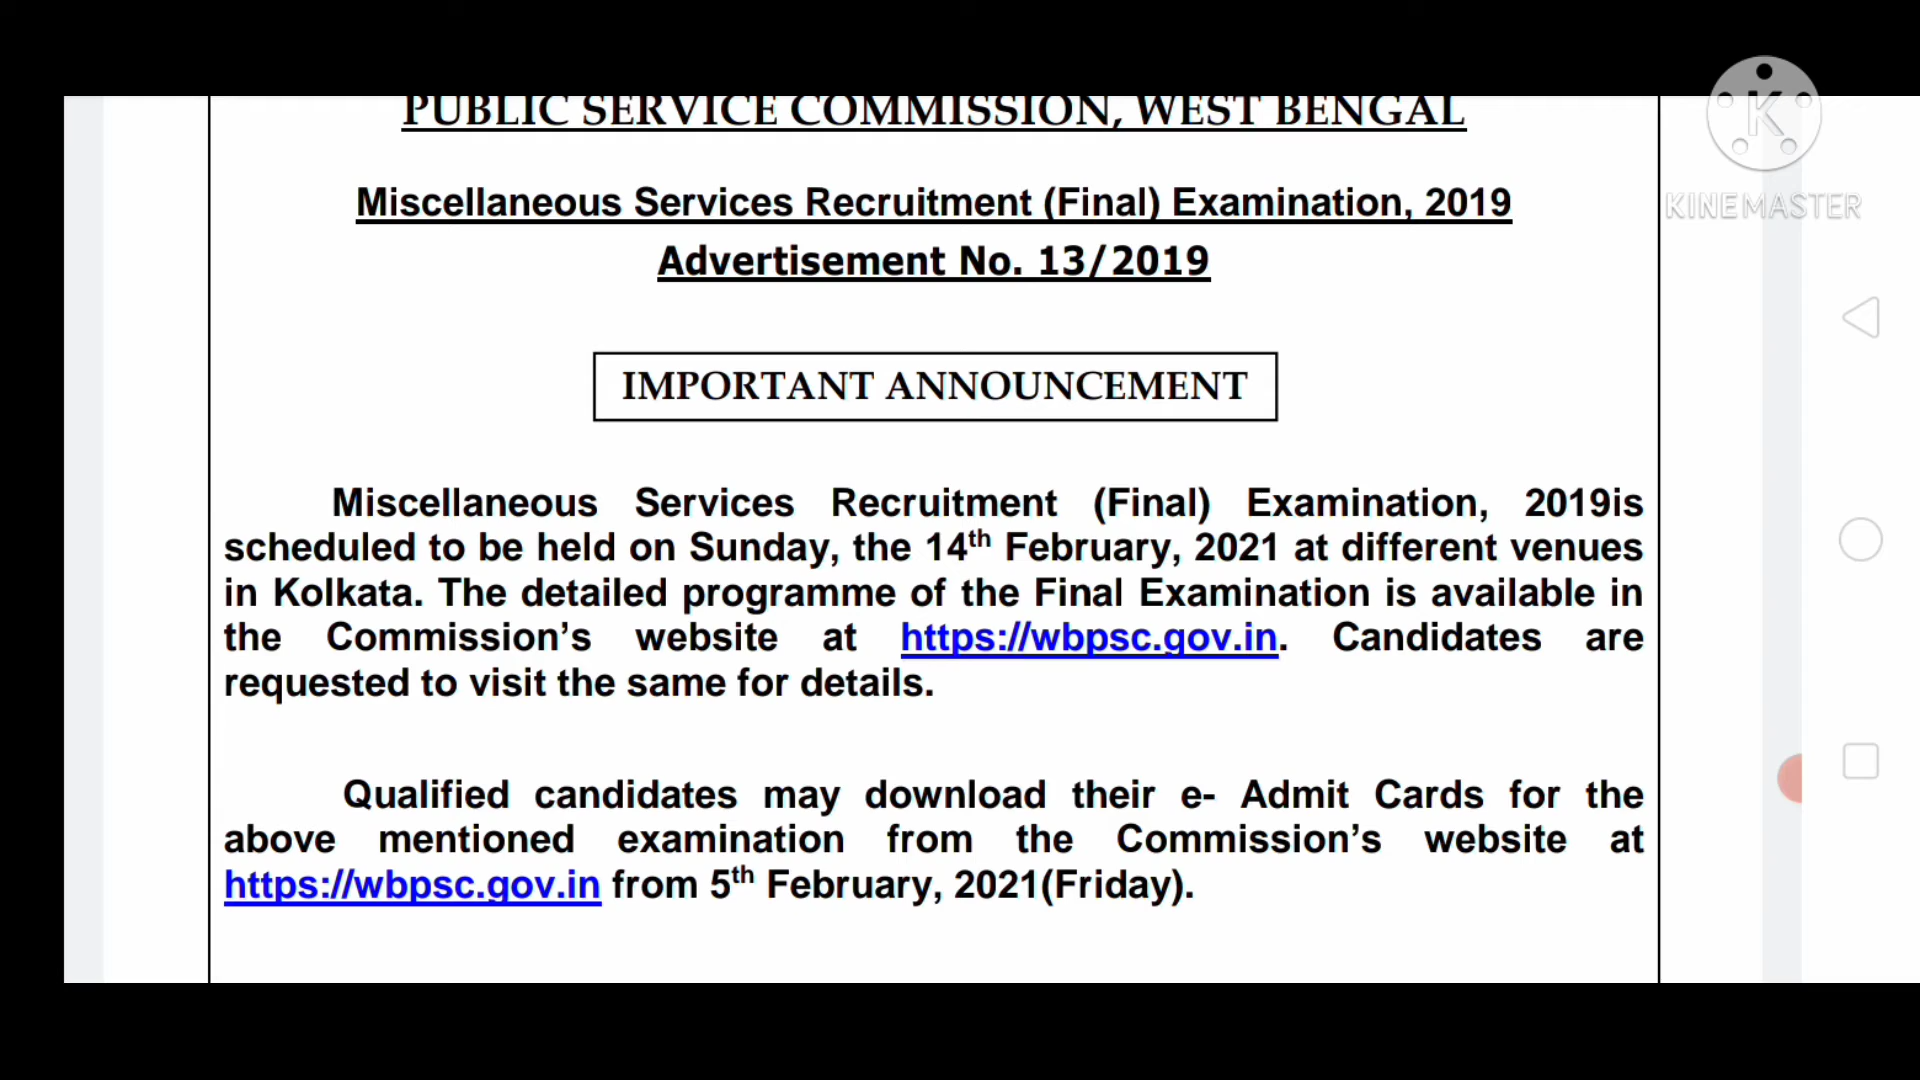 PUBLIC SERVICE COMMISSION, WEST BENGAL
Miscellaneous Services Recruitment (Final) Examination, 2019
Advertisement No. 13/2019
IMPORTANT ANNOUNCEMENT
Miscellaneous Services Recruitment (Final) Examination, 2019is
scheduled to be held on Sunday, the 14th February, 2021 at different venues
in Kolkata. The detailed programme of the Final Examination is available in
the Commission’s website at https://wbpsc.gov.in. Candidates are
requested to visit the same for details.
Qualified candidates may download their e- Admit Cards for the
above mentioned examination from the Commission’s website at
https://wbpsc.gov.in from 5th February, 2021(Friday).
K
KINEMASTER